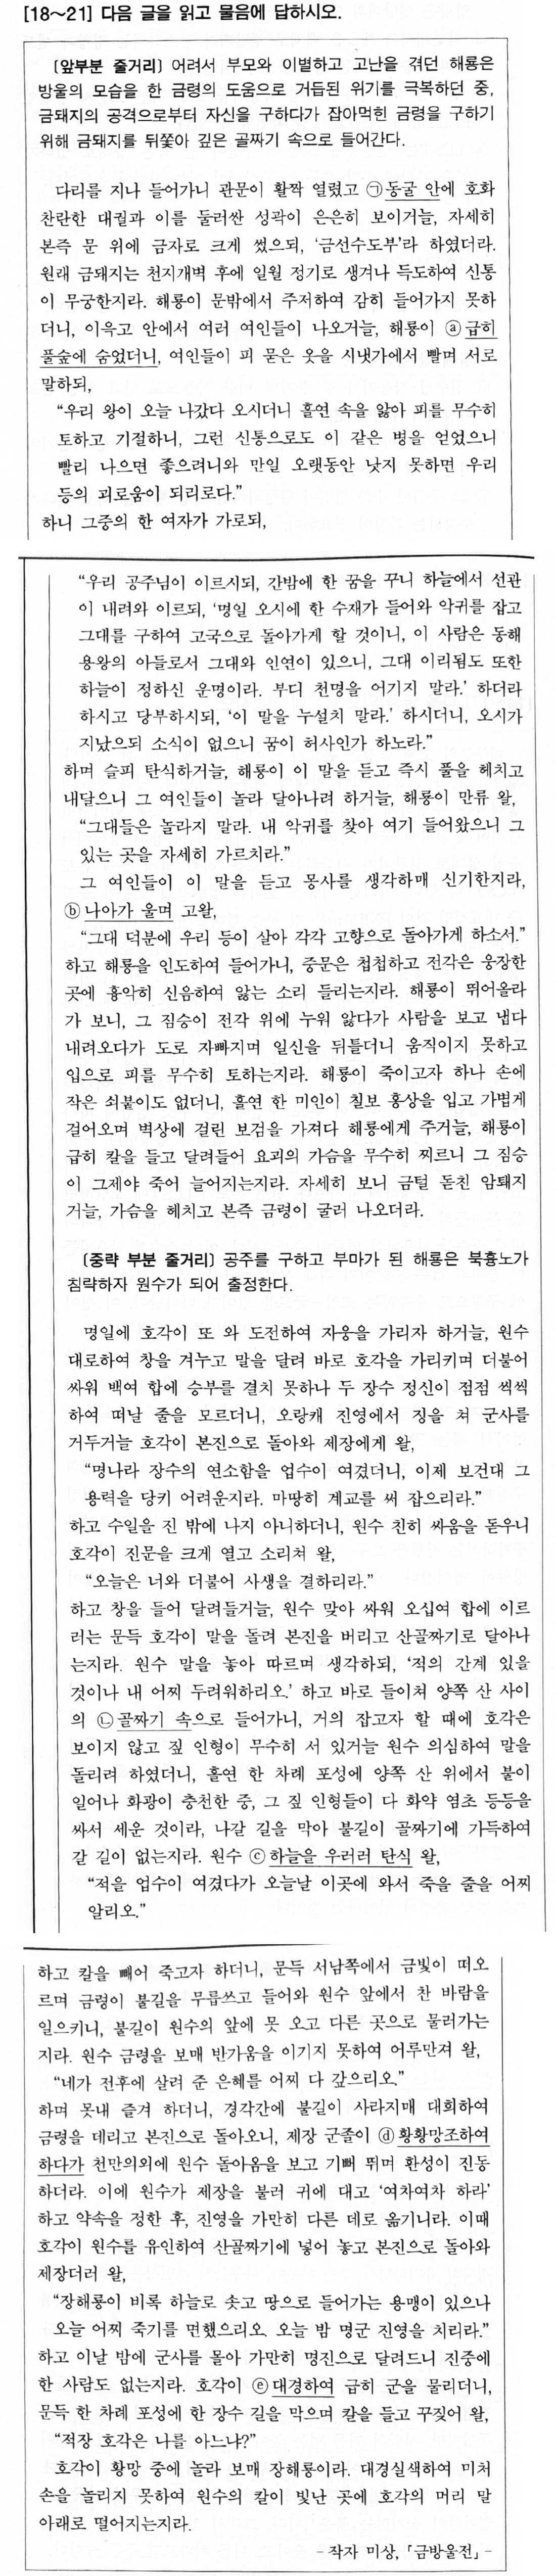 [18～21] 다음 글을 읽고 물음에 답하시오.
〔앞부분 줄거리〕 어려서 부모와 이별하고 고난을 겪던 해룡은
방울의 모습을 한 금령의 도움으로 거듭된 위기를 극복하던 중,
금돼지의 공격으로부터 자신을 구하다가 잡아먹힌 금령을 구하기
위해 금돼지를 뒤쫓아 깊은 골짜기 속으로 들어간다.
다리를 지나 들어가니 관문이 활짝 열렸고 ㉠동굴 안에 호화
찬란한 대궐과 이를 둘러싼 성곽이 은은히 보이거늘, 자세히
본즉 문 위에 금자로 크게 썼으되, ‘금선수도부’라 하였더라.
원래 금돼지는 천지개벽 후에 일월 정기로 생겨나 득도하여 신통
이 무궁한지라. 해룡이 문밖에서 주저하여 감히 들어가지 못하
더니, 이윽고 안에서 여러 여인들이 나오거늘, 해룡이 ⓐ급히
풀숲에 숨었더니, 여인들이 피 묻은 옷을 시냇가에서 빨며 서로
말하되,
“우리 왕이 오늘 나갔다 오시더니 홀연 속을 앓아 피를 무수히
토하고 기절하니, 그런 신통으로도 이 같은 병을 얻었으니
빨리 나으면 좋으려니와 만일 오랫동안 낫지 못하면 우리
등의 괴로움이 되리로다.”
하니 그중의 한 여자가 가로되,
“우리 공주님이 이르시되, 간밤에 한 꿈을 꾸니 하늘에서 선관
이 내려와 이르되, ‘명일 오시에 한 수재가 들어와 악귀를 잡고
그대를 구하여 고국으로 돌아가게 할 것이니, 이 사람은 동해
용왕의 아들로서 그대와 인연이 있으니, 그대 이리됨도 또한
하늘이 정하신 운명이라. 부디 천명을 어기지 말라.’ 하더라
하시고 당부하시되, ‘이 말을 누설치 말라.’ 하시더니, 오시가
지났으되 소식이 없으니 꿈이 허사인가 하노라.”
하며 슬피 탄식하거늘, 해룡이 이 말을 듣고 즉시 풀을 헤치고
내달으니 그 여인들이 놀라 달아나려 하거늘, 해룡이 만류 왈,
“그대들은 놀라지 말라. 내 악귀를 찾아 여기 들어왔으니 그
있는 곳을 자세히 가르치라.”
그 여인들이 이 말을 듣고 몽사를 생각하매 신기한지라,
ⓑ나아가 울며 고왈,
“그대 덕분에 우리 등이 살아 각각 고향으로 돌아가게 하소서.”
하고 해룡을 인도하여 들어가니, 중문은 첩첩하고 전각은 웅장한
곳에 흉악히 신음하여 앓는 소리 들리는지라. 해룡이 뛰어올라
가 보니, 그 짐승이 전각 위에 누워 앓다가 사람을 보고 냅다
내려오다가 도로 자빠지며 일신을 뒤틀더니 움직이지 못하고
입으로 피를 무수히 토하는지라. 해룡이 죽이고자 하나 손에
작은 쇠붙이도 없더니, 홀연 한 미인이 칠보 홍상을 입고 가볍게
걸어오며 벽상에 걸린 보검을 가져다 해룡에게 주거늘, 해룡이
급히 칼을 들고 달려들어 요괴의 가슴을 무수히 찌르니 그 짐승
이 그제야 죽어 늘어지는지라. 자세히 보니 금털 돋친 암퇘지
거늘, 가슴을 헤치고 본즉 금령이 굴러 나오더라.
〔중략 부분 줄거리〕 공주를 구하고 부마가 된 해룡은 북흉노가
침략하자 원수가 되어 출정한다.
명일에 호각이 또 와 도전하여 자웅을 가리자 하거늘, 원수
대로하여 창을 겨누고 말을 달려 바로 호각을 가리키며 더불어
싸워 백여 합에 승부를 결치 못하나 두 장수 정신이 점점 씩씩
하여 떠날 줄을 모르더니, 오랑캐 진영에서 징을 쳐 군사를
거두거늘 호각이 본진으로 돌아와 제장에게 왈,
“명나라 장수의 연소함을 업수이 여겼더니, 이제 보건대 그
용력을 당키 어려운지라. 마땅히 계교를 써 잡으리라.”
하고 수일을 진 밖에 나지 아니하더니, 원수 친히 싸움을 돋우니
호각이 진문을 크게 열고 소리쳐 왈,
“오늘은 너와 더불어 사생을 결하리라.”
하고 창을 들어 달려들거늘, 원수 맞아 싸워 오십여 합에 이르
러는 문득 호각이 말을 돌려 본진을 버리고 산골짜기로 달아나
는지라. 원수 말을 놓아 따르며 생각하되, ‘적의 간계 있을
것이나 내 어찌 두려워하리오.’ 하고 바로 들이쳐 양쪽 산 사이
의 ㉡골짜기 속으로 들어가니, 거의 잡고자 할 때에 호각은
보이지 않고 짚 인형이 무수히 서 있거늘 원수 의심하여 말을
돌리려 하였더니, 홀연 한 차례 포성에 양쪽 산 위에서 불이
일어나 화광이 충천한 중, 그 짚 인형들이 다 화약 염초 등등을
싸서 세운 것이라, 나갈 길을 막아 불길이 골짜기에 가득하여
갈 길이 없는지라. 원수 ⓒ하늘을 우러러 탄식 왈,
“적을 업수이 여겼다가 오늘날 이곳에 와서 죽을 줄을 어찌
알리오.”
하고 칼을 빼어 죽고자 하더니, 문득 서남쪽에서 금빛이 떠오
르며 금령이 불길을 무릅쓰고 들어와 원수 앞에서 찬 바람을
일으키니, 불길이 원수의 앞에 못 오고 다른 곳으로 물러가는
지라. 원수 금령을 보매 반가움을 이기지 못하여 어루만져 왈,
“네가 전후에 살려 준 은혜를 어찌 다 갚으리오.”
하며 못내 즐겨 하더니, 경각간에 불길이 사라지매 대희하여
금령을 데리고 본진으로 돌아오니, 제장 군졸이 ⓓ황황망조하여
하다가 천만의외에 원수 돌아옴을 보고 기뻐 뛰며 환성이 진동
하더라. 이에 원수가 제장을 불러 귀에 대고 ‘여차여차 하라’
하고 약속을 정한 후, 진영을 가만히 다른 데로 옮기니라. 이때
호각이 원수를 유인하여 산골짜기에 넣어 놓고 본진으로 돌아와
제장더러 왈,
“장해룡이 비록 하늘로 솟고 땅으로 들어가는 용맹이 있으나
오늘 어찌 죽기를 면했으리오. 오늘 밤 명군 진영을 치리라.”
하고 이날 밤에 군사를 몰아 가만히 명진으로 달려드니 진중에
한 사람도 없는지라. 호각이 ⓔ대경하여 급히 군을 물리더니,
문득 한 차례 포성에 한 장수 길을 막으며 칼을 들고 꾸짖어 왈,
“적장 호각은 나를 아느냐?”
호각이 황망 중에 놀라 보매 장해룡이라. 대경실색하여 미처
손을 놀리지 못하여 원수의 칼이 빛난 곳에 호각의 머리 말
아래로 떨어지는지라.
- 작자 미상, 「금방울전」 -